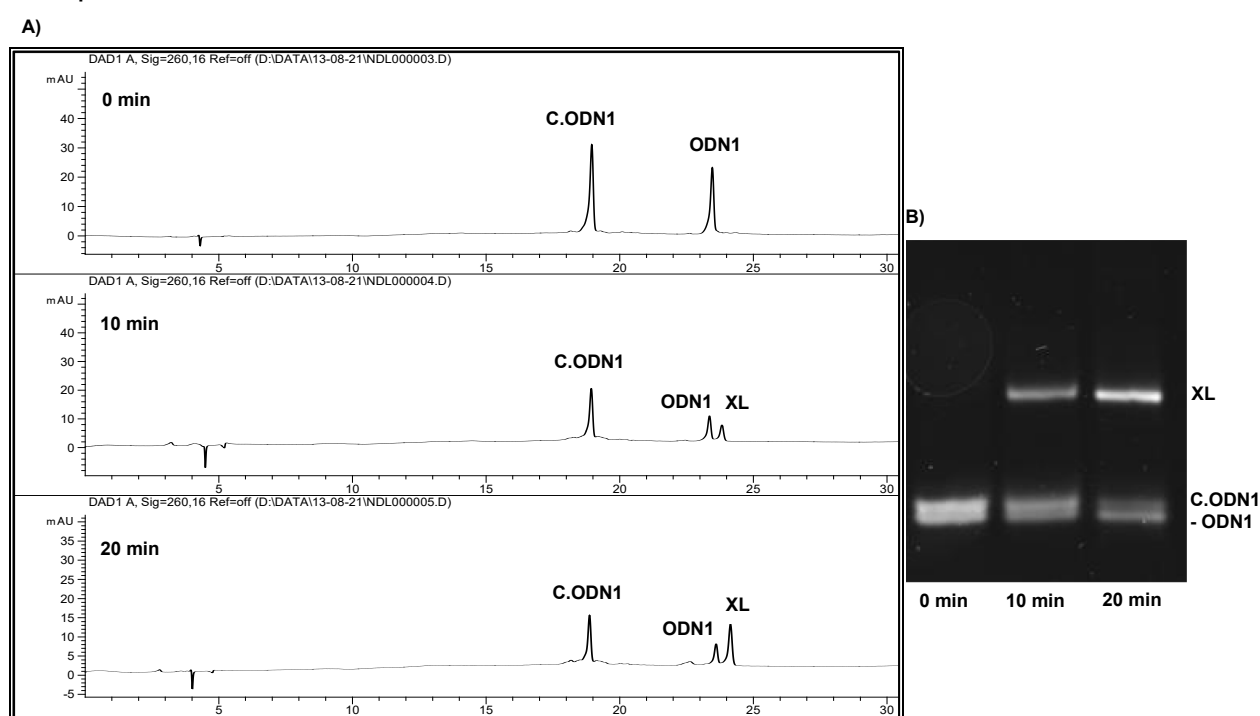 A)
DAD1 A, Sig=260,16 Ref=off (D:\DATA\13-08-21\NDL000003.D)
mAU
0 min
C.ODN1
ODN1
40
30
20
10
0
5 10 15 20 25 30
DAD1 A, Sig=260,16 Ref=off (D:\DATA\13-08-21\NDL000004.D)
mAU
10 min
C.ODN1
ODN1 XL
40
30
20
10
0
5 10 15 20 25 30
DAD1 A, Sig=260,16 Ref=off (D:\DATA\13-08-21\NDL000005.D)
mAU
20 min
C.ODN1
ODN1
XL
35
30
25
20
15
10
5
0
-5
5 10 15 20 25 30
B)
XL
C.ODN1
- ODN1
0 min 10 min 20 min